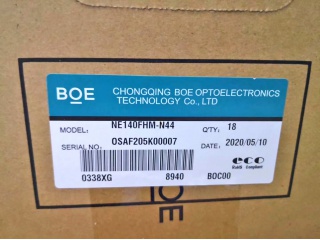 BOE
CHONGQING BOE OPTOELECTRONICS
TECHNOLOGY Co., LTD
MODEL: NE140FHM-N44 Q'TY: 18
SERIAL NO: OSAF205K00007 DATE: 2020/05/10
eco
RoHS Compliant
0338XG 8940 BOC00
BOE